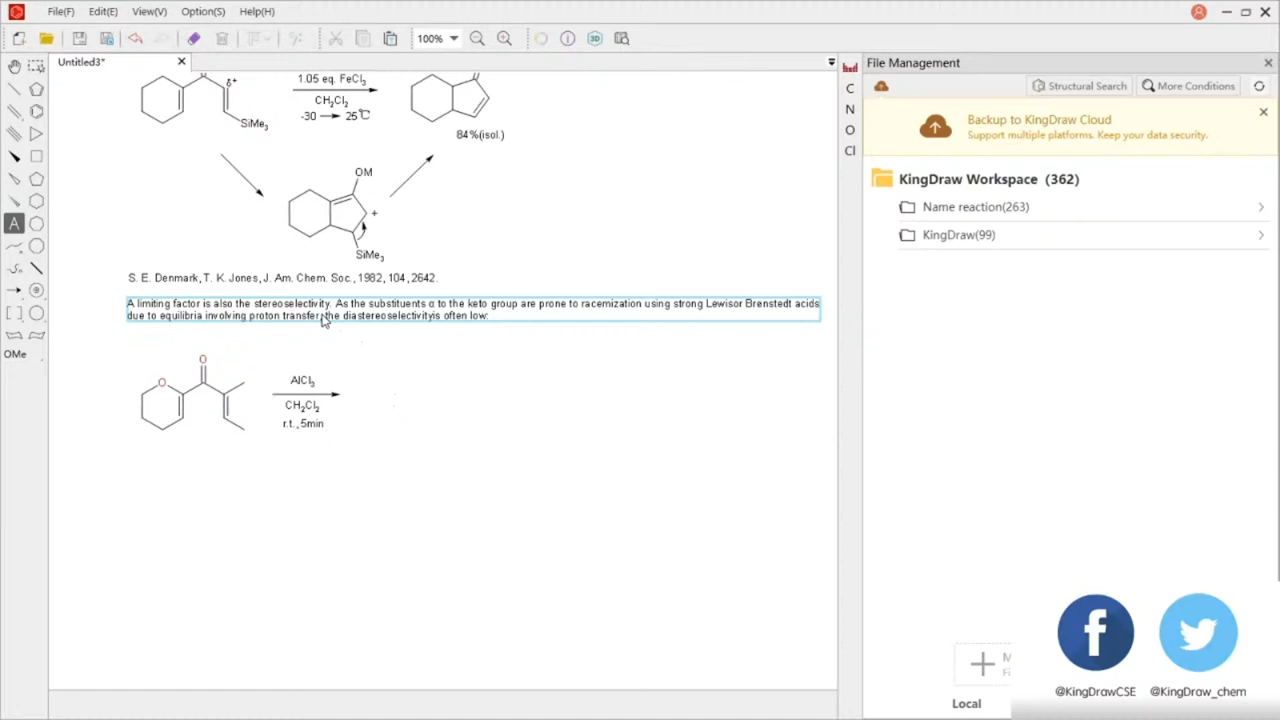 File(F) Edit(E) View(V) Option(S) Help(H)
100%
Untitled3*
File Management
Structural Search More Conditions
Backup to KingDraw Cloud
Support multiple platforms. Keep your data security.
KingDraw Workspace (362)
Name reaction(263)
KingDraw(99)
C
N
O
Cl
A
OMe
δ+
SiMe3
1.05 eq. FeCl3
CH2Cl2
-30 → 25℃
84%(isol.)
OM
+
SiMe3
S. E. Denmark, T. K. Jones, J. Am. Chem. Soc., 1982, 104, 2642.
A limiting factor is also the stereoselectivity. As the substituents α to the keto group are prone to racemization using strong Lewisor Brønstedt acids
due to equilibria involving proton transfer, the diastereoselectivityis often low:
O
O
AlCl3
CH2Cl2
r.t., 5min
Local
@KingDrawCSE @KingDraw_chem